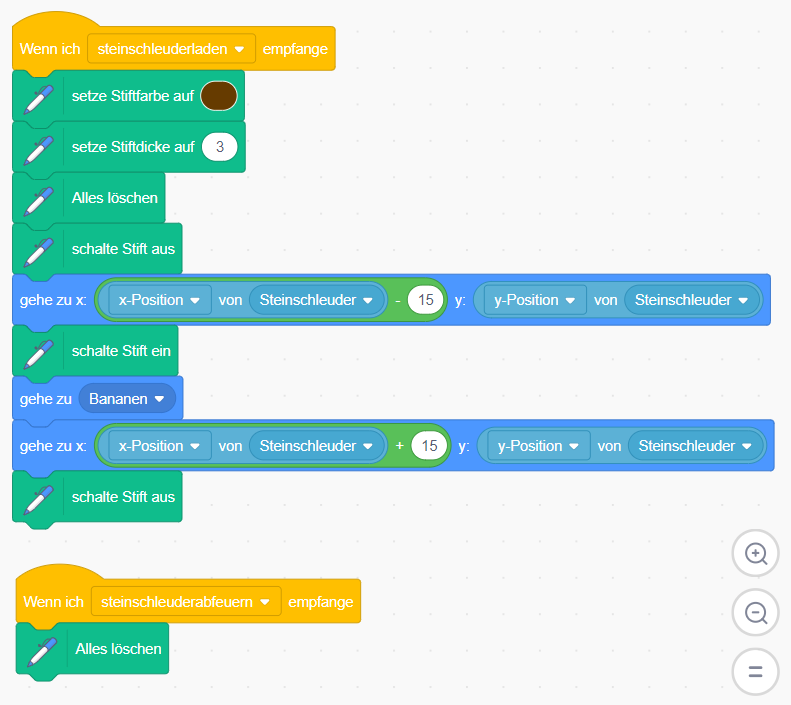 Wenn ich steinschleuderladen empfange
setze Stiftfarbe auf
setze Stiftdicke auf 3
Alles löschen
schalte Stift aus
gehe zu x: x-Position von Steinschleuder - 15 y: y-Position von Steinschleuder
schalte Stift ein
gehe zu Bananen
gehe zu x: x-Position von Steinschleuder + 15 y: y-Position von Steinschleuder
schalte Stift aus
Wenn ich steinschleuderabfeuern empfange
Alles löschen